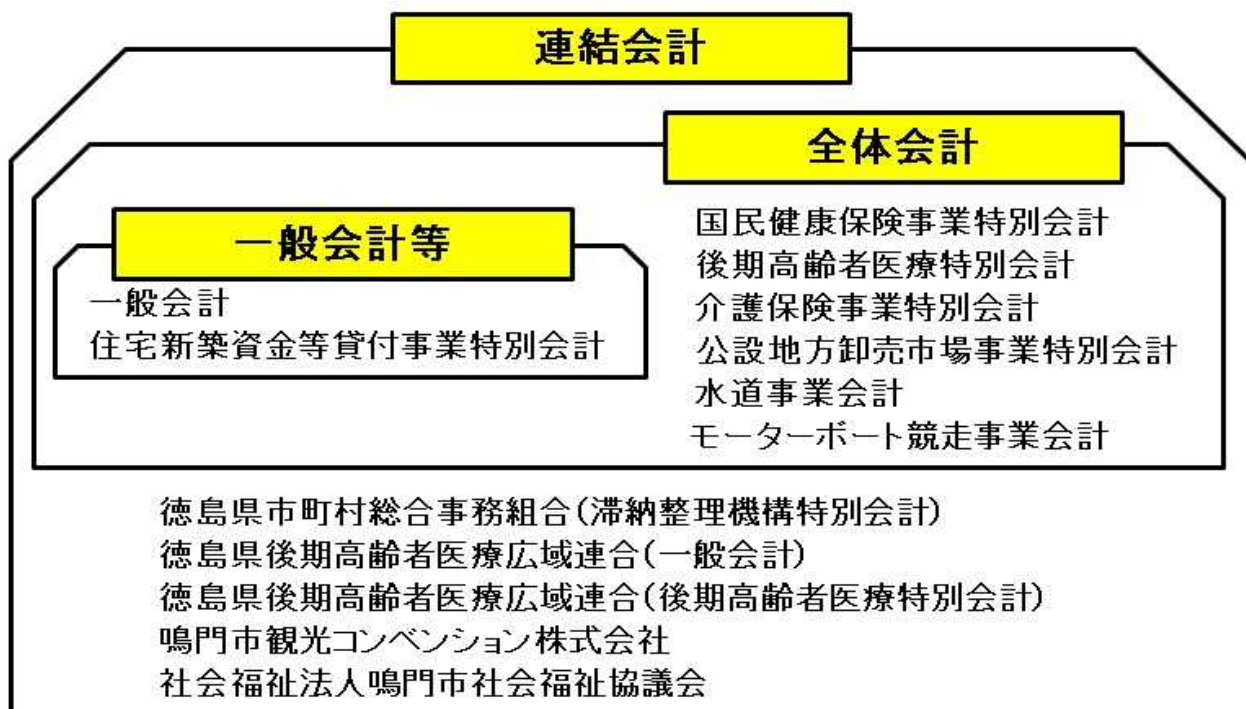 連結会計
全体会計
一般会計等
一般会計
住宅新築資金等貸付事業特別会計
国民健康保険事業特別会計
後期高齢者医療特別会計
介護保険事業特別会計
公設地方卸売市場事業特別会計
水道事業会計
モーターボート競走事業会計
徳島県市町村総合事務組合(滞納整理機構特別会計)
徳島県後期高齢者医療広域連合(一般会計)
徳島県後期高齢者医療広域連合(後期高齢者医療特別会計)
鳴門市観光コンベンション株式会社
社会福祉法人鳴門市社会福祉協議会